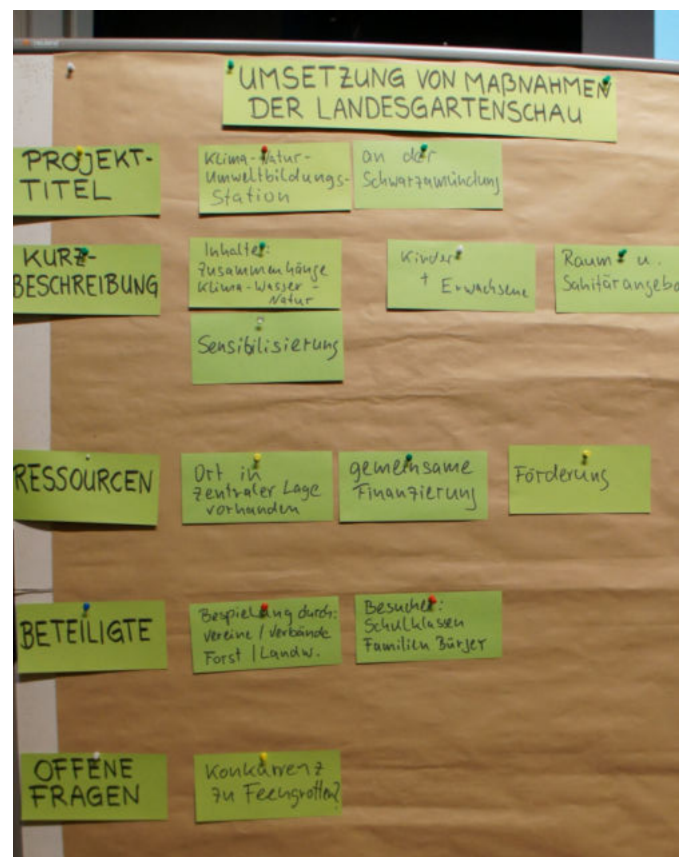 UMSETZUNG VON MAßNAHMEN
DER LANDESGARTENSCHAU
PROJEKT-
TITEL
Klima-Natur-
Umweltbildungs-
Station
an der
Schwarzamündung
KURZ-
BESCHREIBUNG
Inhalte:
Zusammenhänge
Klima-Wasser-
Natur
Kinder
+ Erwachsene
Raum u.
Sanitärangebo
Sensibilisierung
RESSOURCEN
Ort in
zentraler Lage
vorhanden
gemeinsame
Finanzierung
Förderung
BETEILIGTE
Bespielung durch:
Vereine / Verbände
Forst / Landw.
Besucher:
Schulklassen
Familien Bürger
OFFENE
FRAGEN
Konkurrenz
zu Feengrotten?